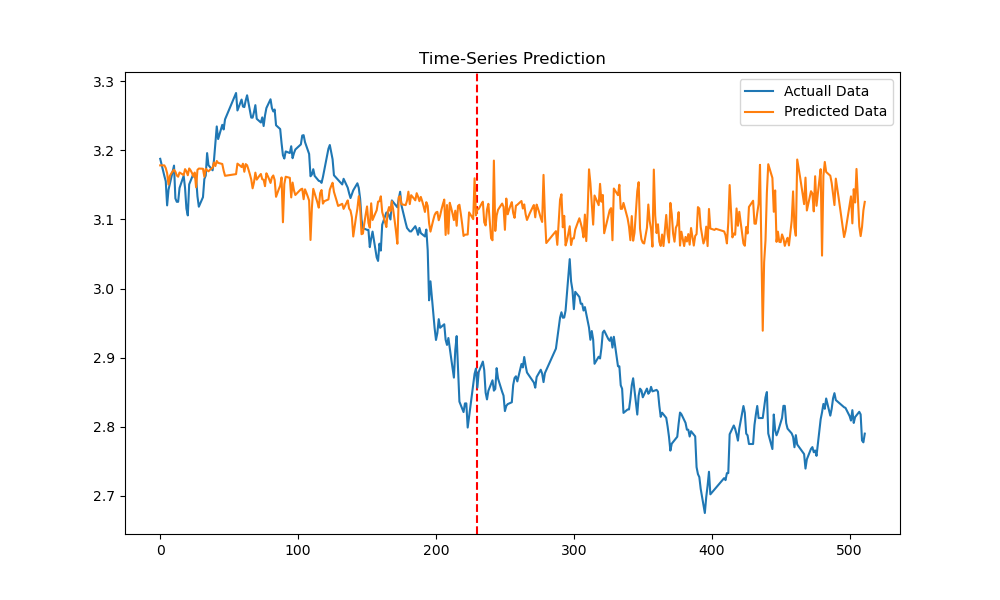 Time-Series Prediction
Actuall Data
Predicted Data
3.3
3.2
3.1
3.0
2.9
2.8
2.7
0 100 200 300 400 500